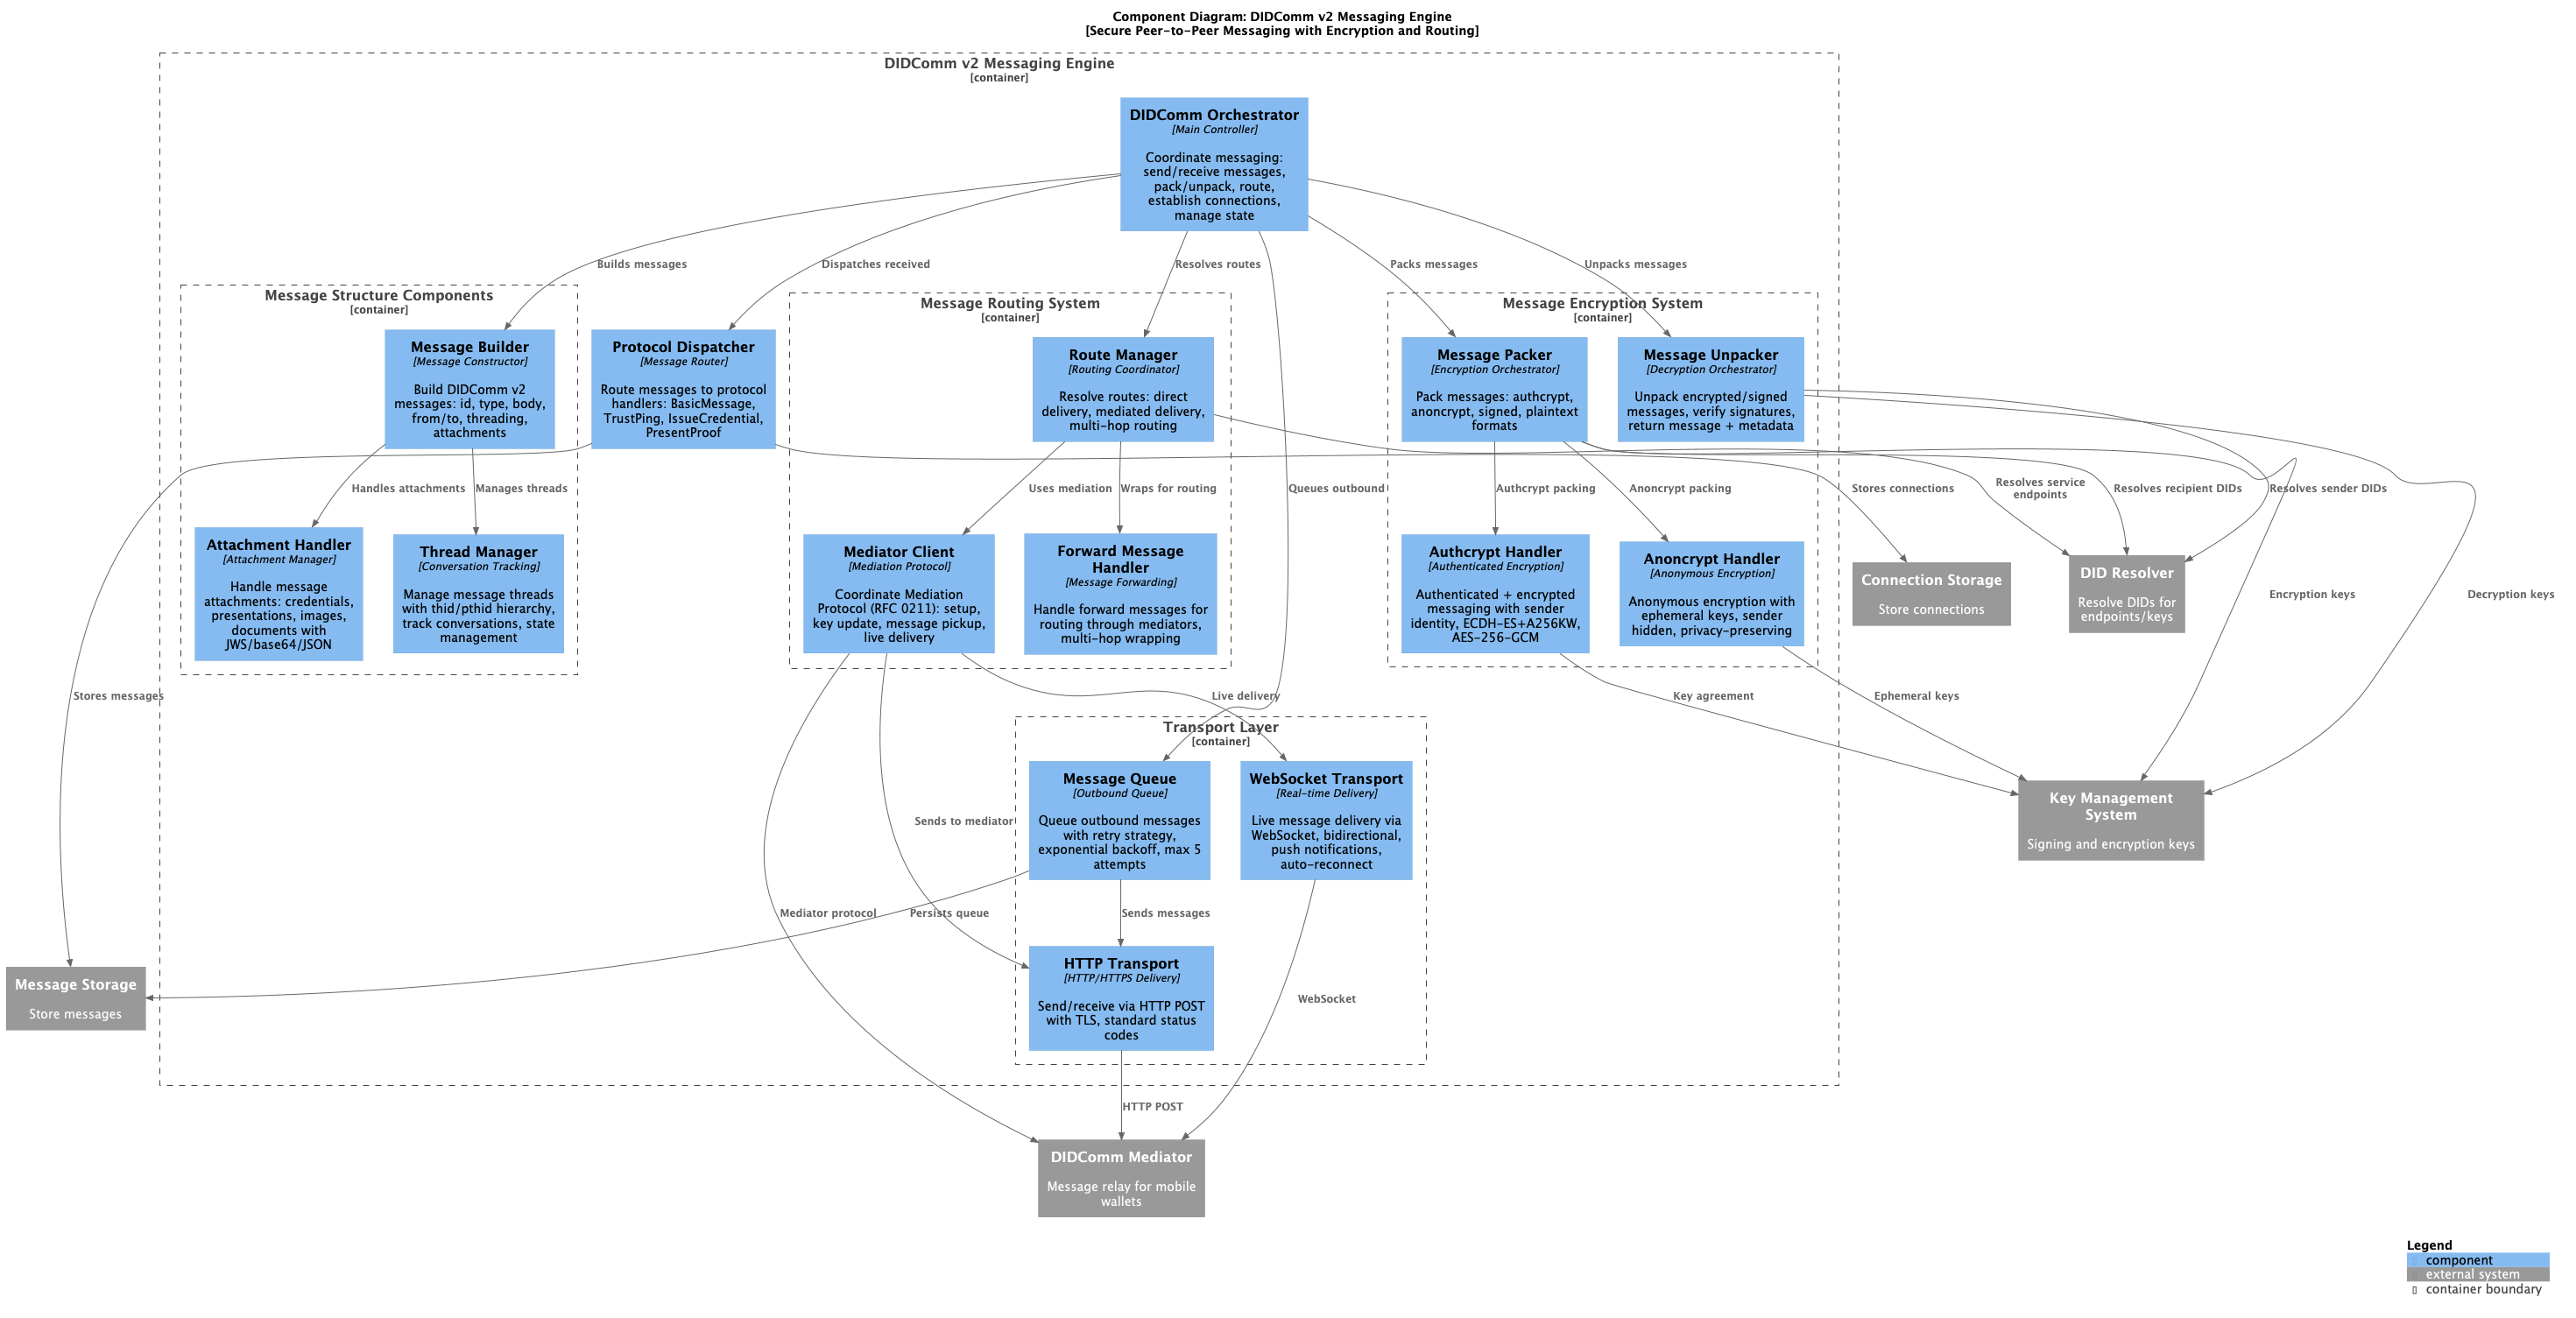 Component Diagram: DIDComm v2 Messaging Engine
[Secure Peer-to-Peer Messaging with Encryption and Routing]
DIDComm v2 Messaging Engine
[container]
DIDComm Orchestrator
[Main Controller]
Coordinate messaging:
send/receive messages,
pack/unpack, route,
establish connections,
manage state
Builds messages
Dispatches received
Resolves routes
Packs messages
Unpacks messages
Message Structure Components
[container]
Message Builder
[Message Constructor]
Build DIDComm v2
messages: id, type, body,
from/to, threading,
attachments
Protocol Dispatcher
[Message Router]
Route messages to protocol
handlers: BasicMessage,
TrustPing, IssueCredential,
PresentProof
Message Routing System
[container]
Route Manager
[Routing Coordinator]
Resolve routes: direct
delivery, mediated delivery,
multi-hop routing
Message Encryption System
[container]
Message Packer
[Encryption Orchestrator]
Pack messages: authcrypt,
anoncrypt, signed, plaintext
formats
Message Unpacker
[Decryption Orchestrator]
Unpack encrypted/signed
messages, verify signatures,
return message + metadata
Handles attachments
Manages threads
Uses mediation
Wraps for routing
Queues outbound
Authcrypt packing
Anoncrypt packing
Stores connections
Resolves service
endpoints
Resolves recipient DIDs
Resolves sender DIDs
Attachment Handler
[Attachment Manager]
Handle message
attachments: credentials,
presentations, images,
documents with
JWS/base64/JSON
Thread Manager
[Conversation Tracking]
Manage message threads
with thid/pthid hierarchy,
track conversations, state
management
Mediator Client
[Mediation Protocol]
Coordinate Mediation
Protocol (RFC 0211): setup,
key update, message pickup,
live delivery
Forward Message
Handler
[Message Forwarding]
Handle forward messages for
routing through mediators,
multi-hop wrapping
Authcrypt Handler
[Authenticated Encryption]
Authenticated + encrypted
messaging with sender
identity, ECDH-ES+A256KW,
AES-256-GCM
Anoncrypt Handler
[Anonymous Encryption]
Anonymous encryption with
ephemeral keys, sender
hidden, privacy-preserving
Connection Storage
Store connections
DID Resolver
Resolve DIDs for
endpoints/keys
Encryption keys
Decryption keys
Stores messages
Live delivery
Key agreement
Ephemeral keys
Transport Layer
[container]
Message Queue
[Outbound Queue]
Queue outbound messages
with retry strategy,
exponential backoff, max 5
attempts
WebSocket Transport
[Real-time Delivery]
Live message delivery via
WebSocket, bidirectional,
push notifications,
auto-reconnect
Key Management
System
Signing and encryption keys
Sends to mediator
Mediator protocol
Persists queue
Sends messages
HTTP Transport
[HTTP/HTTPS Delivery]
Send/receive via HTTP POST
with TLS, standard status
codes
WebSocket
Message Storage
Store messages
HTTP POST
DIDComm Mediator
Message relay for mobile
wallets
Legend
component
external system
container boundary